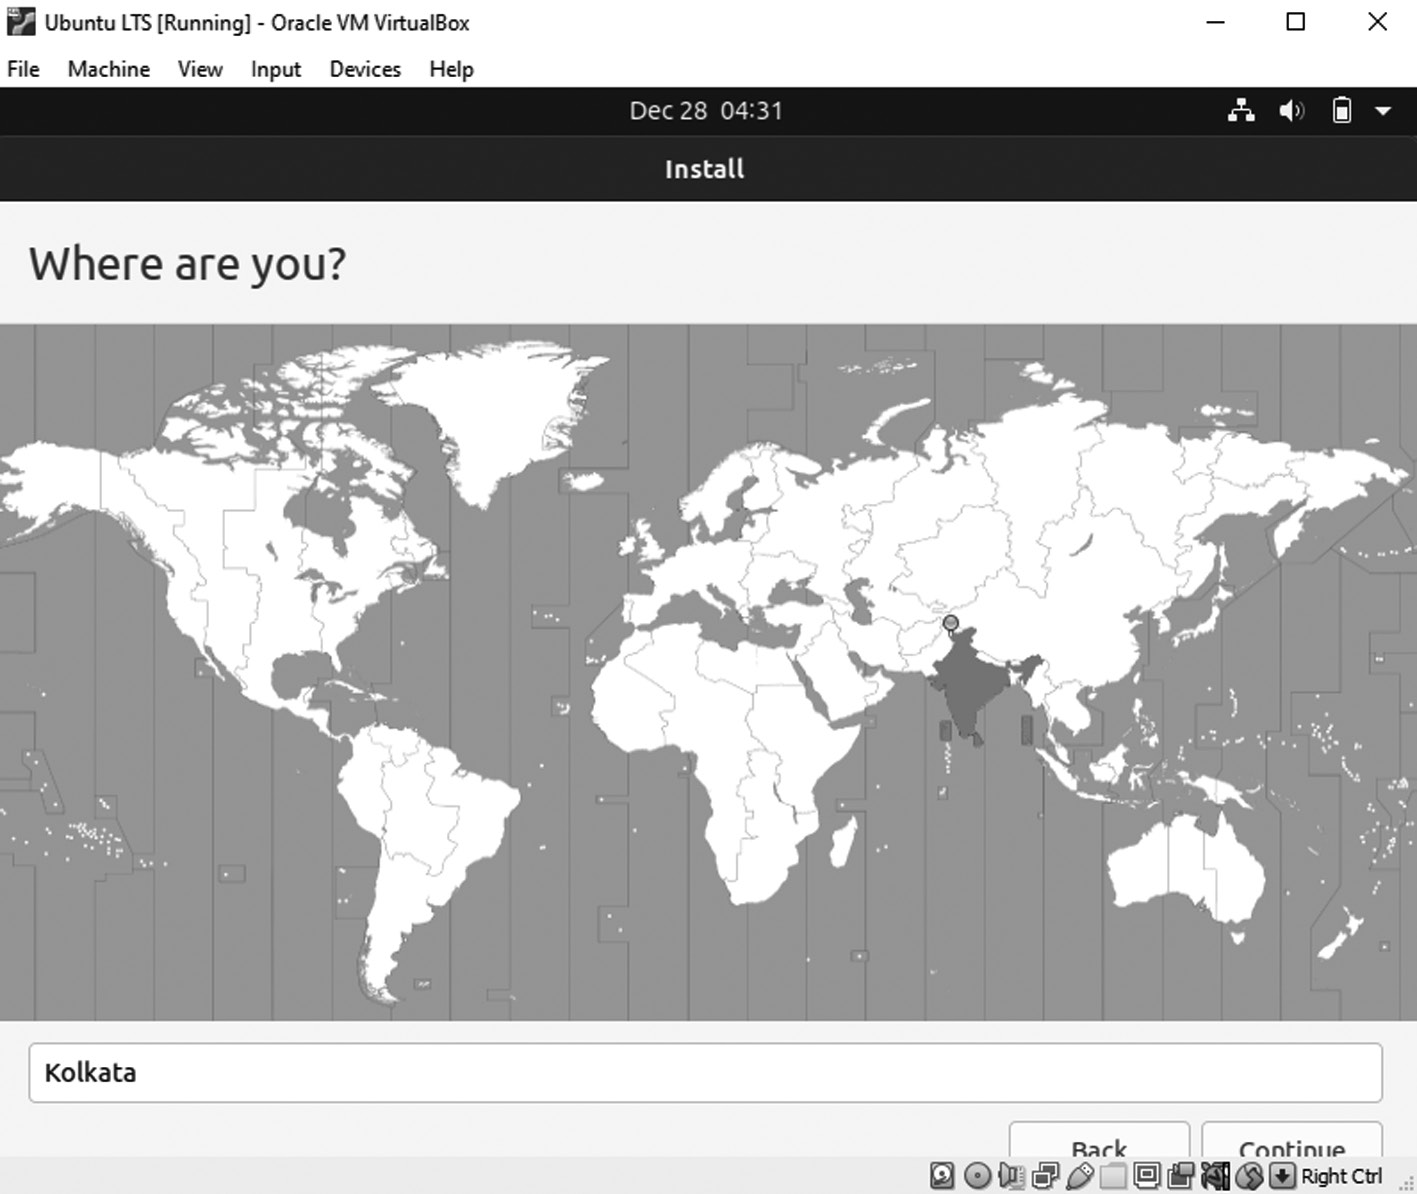 Ubuntu LTS [Running] - Oracle VM VirtualBox
File Machine View Input Devices Help
Dec 28 04:31
Install
Where are you?
Kolkata
Back Continue
Right Ctrl